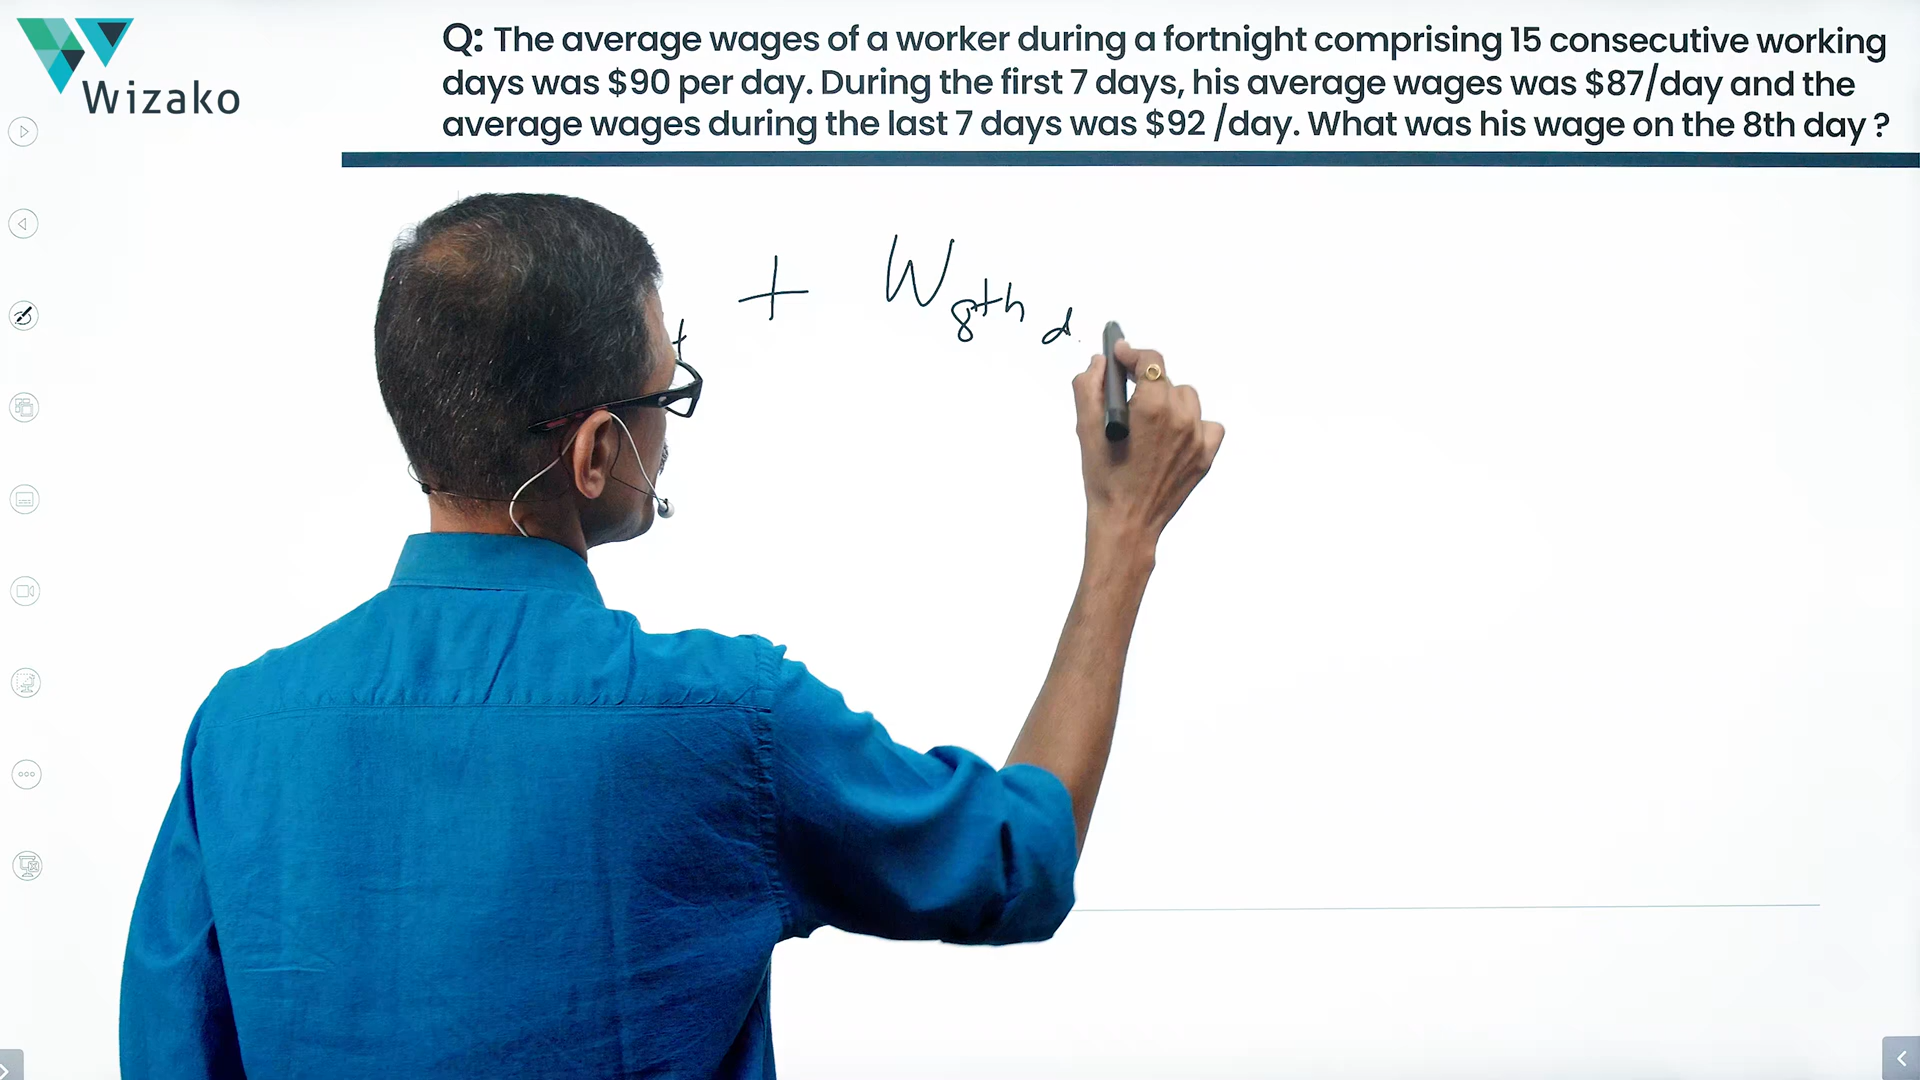 Wizako
Q: The average wages of a worker during a fortnight comprising 15 consecutive working
days was $90 per day. During the first 7 days, his average wages was $87/day and the
average wages during the last 7 days was $92 /day. What was his wage on the 8th day ?
+ W 8th d